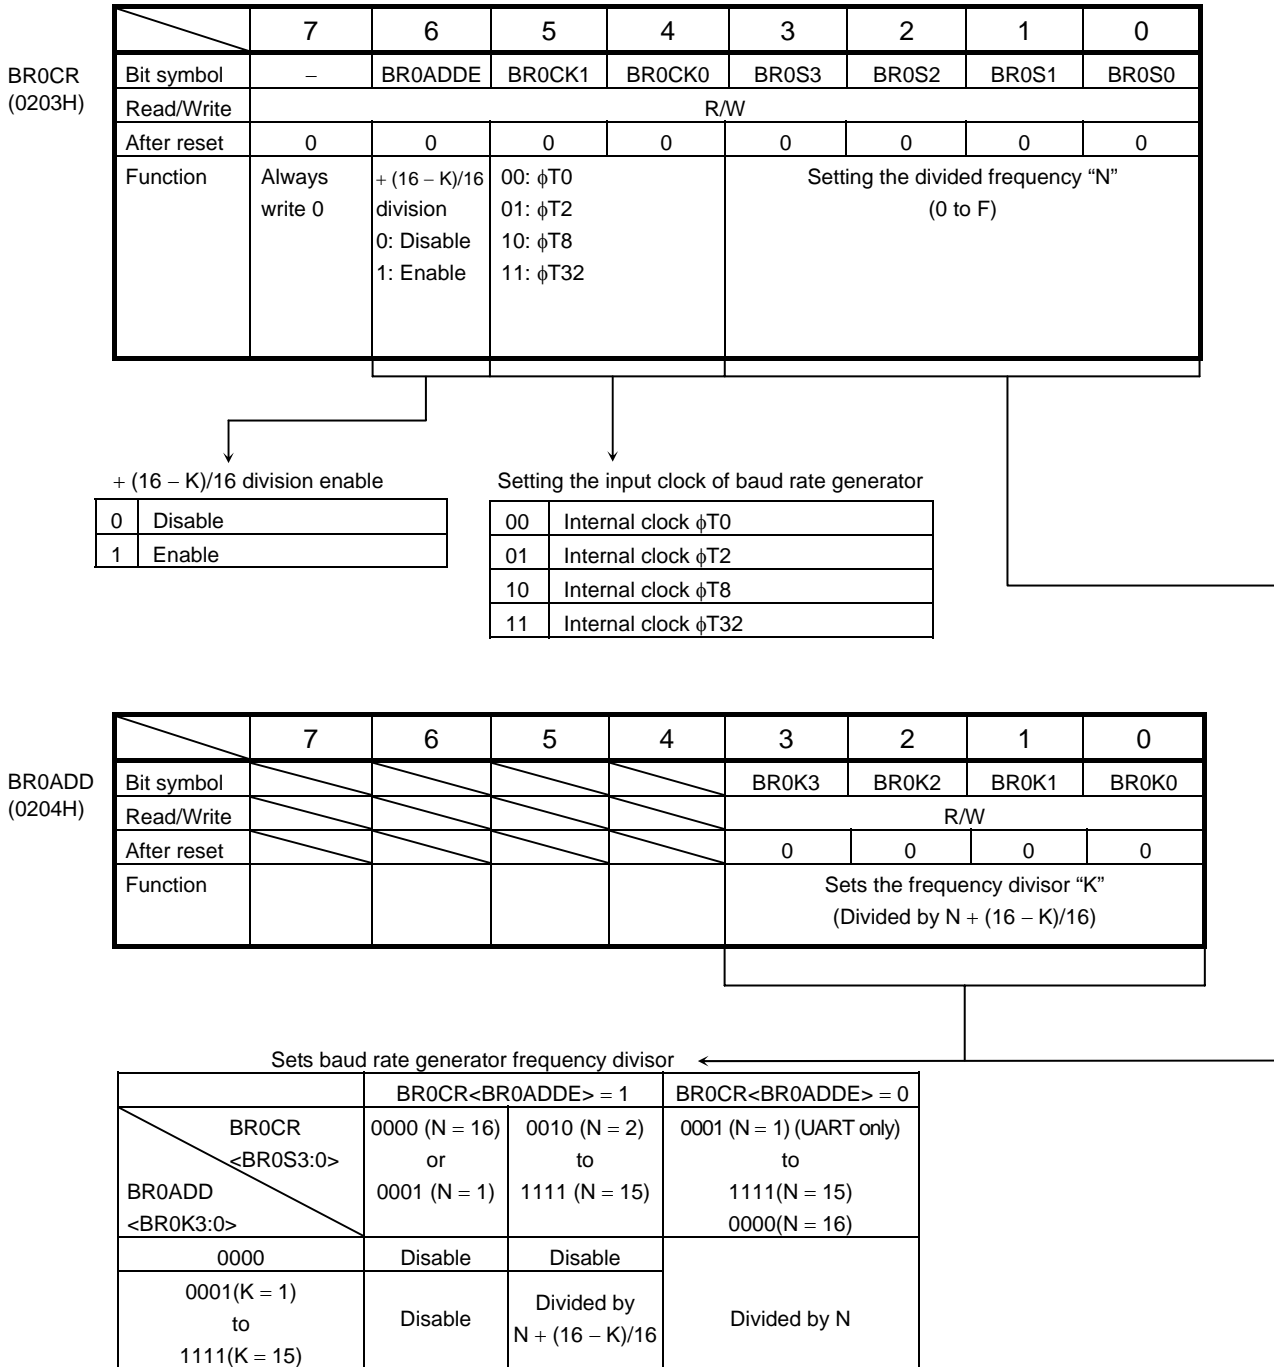 7 6 5 4 3 2 1 0
BR0CR
(0203H)
Bit symbol – BR0ADDE BR0CK1 BR0CK0 BR0S3 BR0S2 BR0S1 BR0S0
Read/Write R/W
After reset 0 0 0 0 0 0 0 0
Function Always + (16 − K)/16 00: ϕT0 Setting the divided frequency “N”
write 0 division 01: ϕT2 (0 to F)
0: Disable 10: ϕT8
1: Enable 11: ϕT32
+ (16 − K)/16 division enable Setting the input clock of baud rate generator
0 Disable 00 Internal clock ϕT0
1 Enable 01 Internal clock ϕT2
10 Internal clock ϕT8
11 Internal clock ϕT32
7 6 5 4 3 2 1 0
BR0ADD
(0204H)
Bit symbol BR0K3 BR0K2 BR0K1 BR0K0
Read/Write R/W
After reset 0 0 0 0
Function Sets the frequency divisor “K”
(Divided by N + (16 − K)/16)
Sets baud rate generator frequency divisor
BR0CR<BR0ADDE> = 1 BR0CR<BR0ADDE> = 0
BR0CR 0000 (N = 16) 0010 (N = 2) 0001 (N = 1) (UART only)
<BR0S3:0> or to to
BR0ADD 0001 (N = 1) 1111 (N = 15) 1111(N = 15)
<BR0K3:0> 0000(N = 16)
0000 Disable Disable
0001(K = 1) Divided by
to Disable N + (16 − K)/16 Divided by N
1111(K = 15)